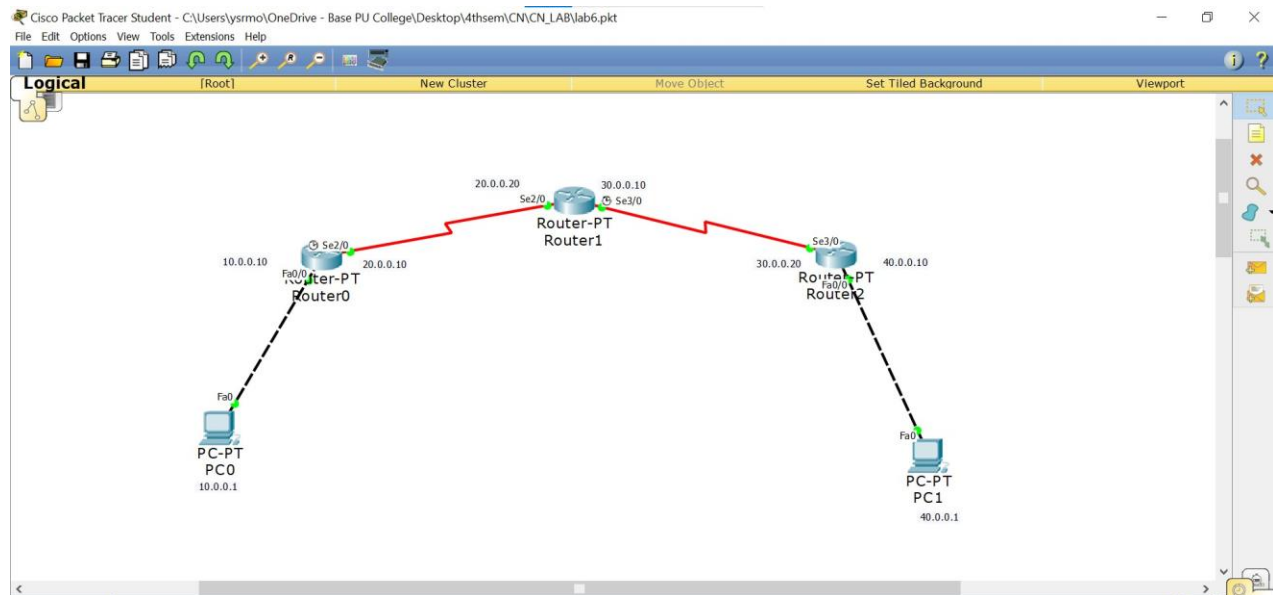 Cisco Packet Tracer Student - C:\Users\ysrmo\OneDrive - Base PU College\Desktop\4thsem\CN\CN_LAB\lab6.pkt
File Edit Options View Tools Extensions Help
Logical [Root] New Cluster Move Object Set Tiled Background Viewport
20.0.0.20 30.0.0.10
Se2/0 Se3/0
Router-PT
Router1
Se2/0 Se3/0
10.0.0.10 20.0.0.10 30.0.0.20 40.0.0.10
Fa0/0 Router-PT Router-PT
Fa0/0
Router0 Router2
Fa0
PC-PT
PC0
10.0.0.1
Fa0
PC-PT
PC1
40.0.0.1